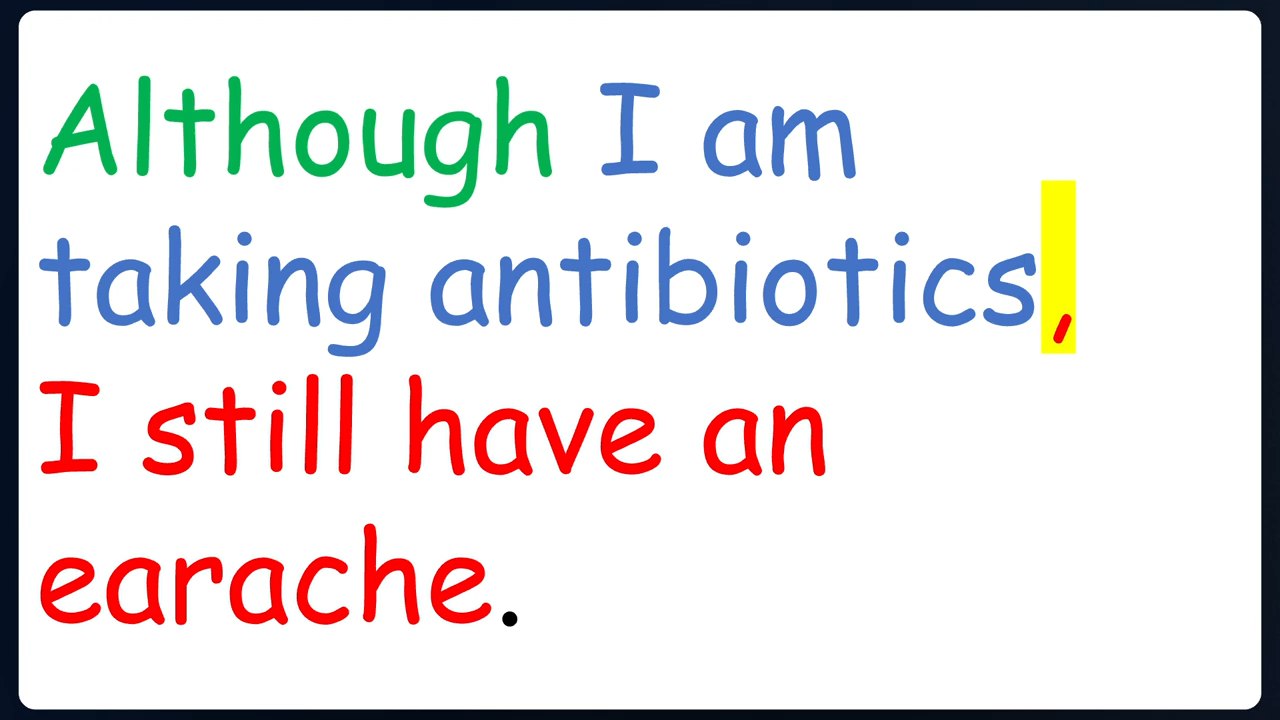 Although I am
taking antibiotics,
I still have an
earache.